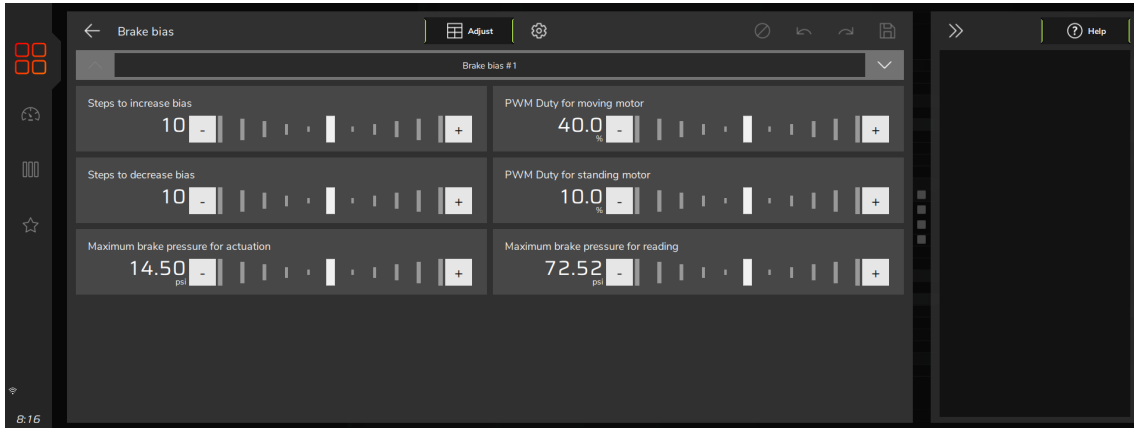 Brake bias
Adjust
Help
Brake bias #1
Steps to increase bias
10
-
+
PWM Duty for moving motor
40.0
%
-
+
Steps to decrease bias
10
-
+
PWM Duty for standing motor
10.0
%
-
+
Maximum brake pressure for actuation
14.50
psi
-
+
Maximum brake pressure for reading
72.52
psi
-
+
8:16